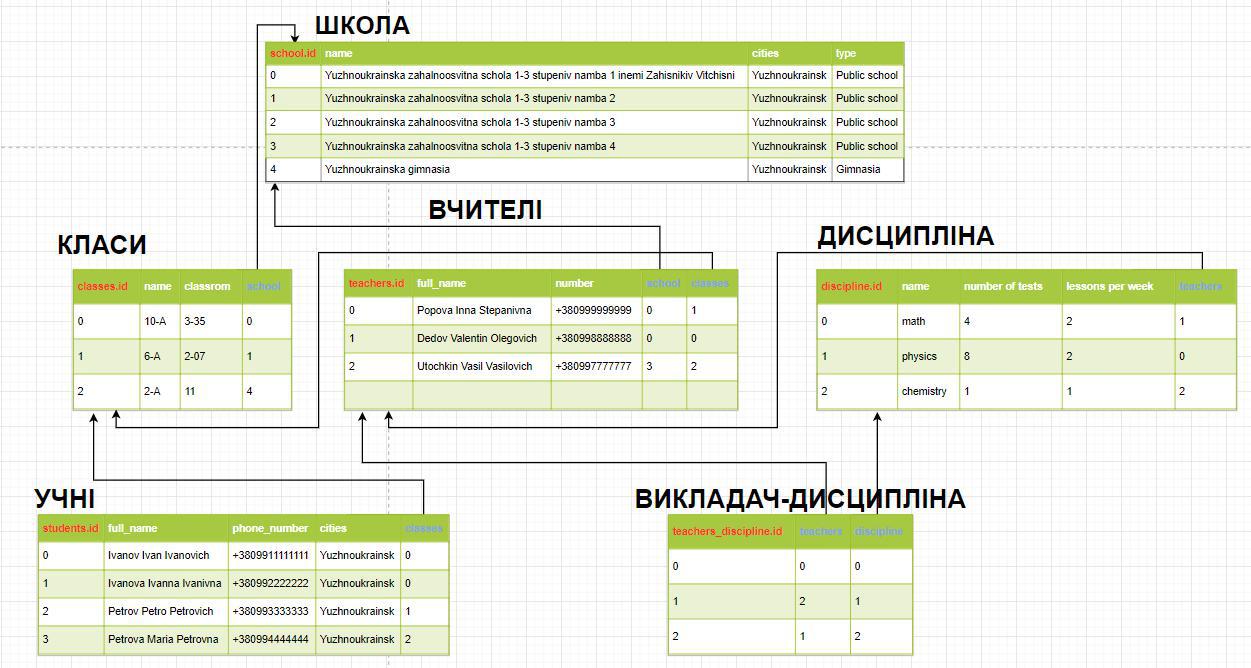 ШКОЛА
school.id name cities type
0 Yuzhnoukrainska zahalnoosvitna schola 1-3 stupeniv namba 1 inemi Zahisnikiv Vitchisni Yuzhnoukrainsk Public school
1 Yuzhnoukrainska zahalnoosvitna schola 1-3 stupeniv namba 2 Yuzhnoukrainsk Public school
2 Yuzhnoukrainska zahalnoosvitna schola 1-3 stupeniv namba 3 Yuzhnoukrainsk Public school
3 Yuzhnoukrainska zahalnoosvitna schola 1-3 stupeniv namba 4 Yuzhnoukrainsk Public school
4 Yuzhnoukrainska gimnasia Yuzhnoukrainsk Gimnasia
КЛАСИ
classes.id name classrom school
0 10-А 3-35 0
1 6-А 2-07 1
2 2-А 11 4
ВЧИТЕЛІ
teachers.id full_name number school classes
0 Popova Inna Stepanivna +380999999999 0 1
1 Dedov Valentin Olegovich +380998888888 0 0
2 Utochkin Vasil Vasilovich +380997777777 3 2
ДИСЦИПЛІНА
discipline.id name number of tests lessons per week teachers
0 math 4 2 1
1 physics 8 2 0
2 chemistry 1 1 2
УЧНІ
students.id full_name phone_number cities classes
0 Ivanov Ivan Ivanovich +3809911111111 Yuzhnoukrainsk 0
1 Ivanova Ivanna Ivanivna +380992222222 Yuzhnoukrainsk 0
2 Petrov Petro Petrovich +380993333333 Yuzhnoukrainsk 1
3 Petrova Maria Petrovna +380994444444 Yuzhnoukrainsk 2
ВИКЛАДАЧ-ДИСЦИПЛІНА
teachers_discipline.id teachers discipline
0 0 0
1 2 1
2 1 2